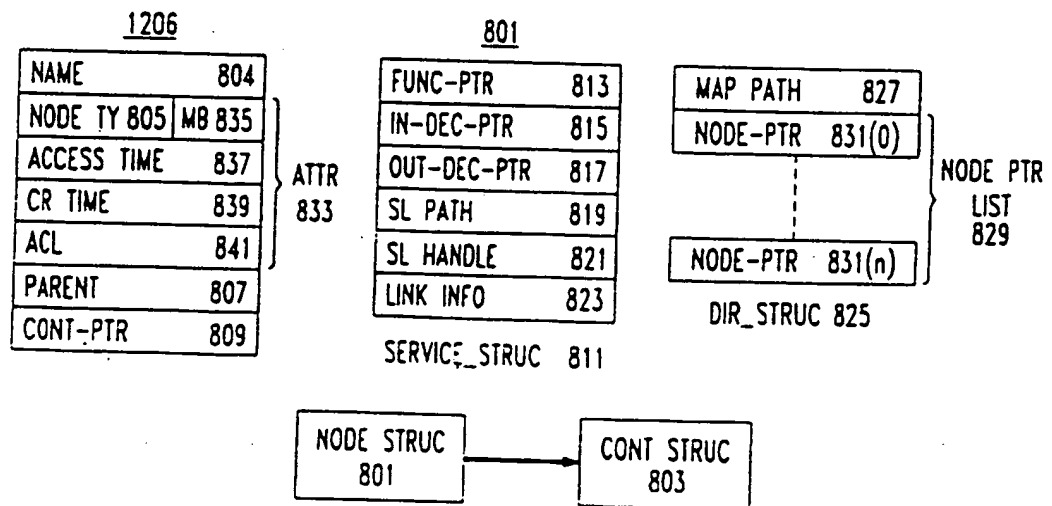 1206
NAME 804
NODE TY 805 MB 835
ACCESS TIME 837
CR TIME 839
ACL 841
PARENT 807
CONT-PTR 809
ATTR
833
801
FUNC-PTR 813
IN-DEC-PTR 815
OUT-DEC-PTR 817
SL PATH 819
SL HANDLE 821
LINK INFO 823
SERVICE_STRUC 811
MAP PATH 827
NODE-PTR 831(0)
NODE-PTR 831(n)
DIR_STRUC 825
NODE PTR
LIST
829
NODE STRUC
801
CONT STRUC
803